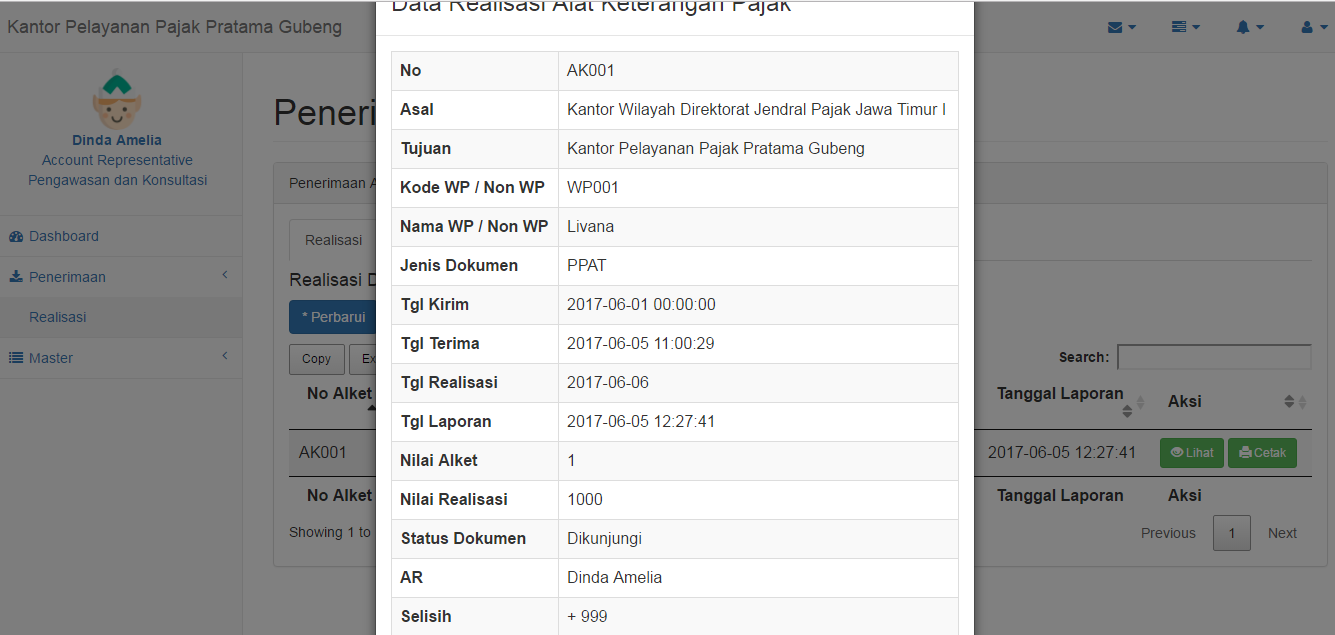 Data Realisasi Alat Keterangan Pajak
Kantor Pelayanan Pajak Pratama Gubeng
Dinda Amelia
Account Representative
Pengawasan dan Konsultasi
Dashboard
Penerimaan
Realisasi
Master
Peneri
Penerimaan A
Realisasi
Realisasi D
* Perbarui
Copy Ex
No Alket
AK001
No Alket
Showing 1 to
No AK001
Asal Kantor Wilayah Direktorat Jendral Pajak Jawa Timur I
Tujuan Kantor Pelayanan Pajak Pratama Gubeng
Kode WP / Non WP WP001
Nama WP / Non WP Livana
Jenis Dokumen PPAT
Tgl Kirim 2017-06-01 00:00:00
Tgl Terima 2017-06-05 11:00:29
Tgl Realisasi 2017-06-06
Tgl Laporan 2017-06-05 12:27:41
Nilai Alket 1
Nilai Realisasi 1000
Status Dokumen Dikunjungi
AR Dinda Amelia
Selisih + 999
Search:
Tanggal Laporan Aksi
2017-06-05 12:27:41 Lihat Cetak
Tanggal Laporan Aksi
Previous 1 Next